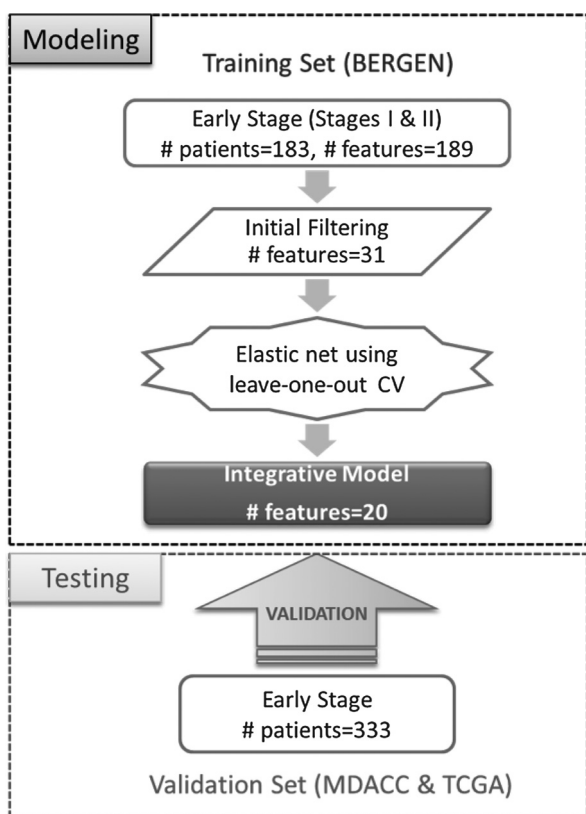 Modeling
Training Set (BERGEN)
Early Stage (Stages I & II)
# patients=183, # features=189
Initial Filtering
# features=31
Elastic net using
leave-one-out CV
Integrative Model
# features=20
Testing
VALIDATION
Early Stage
# patients=333
Validation Set (MDACC & TCGA)